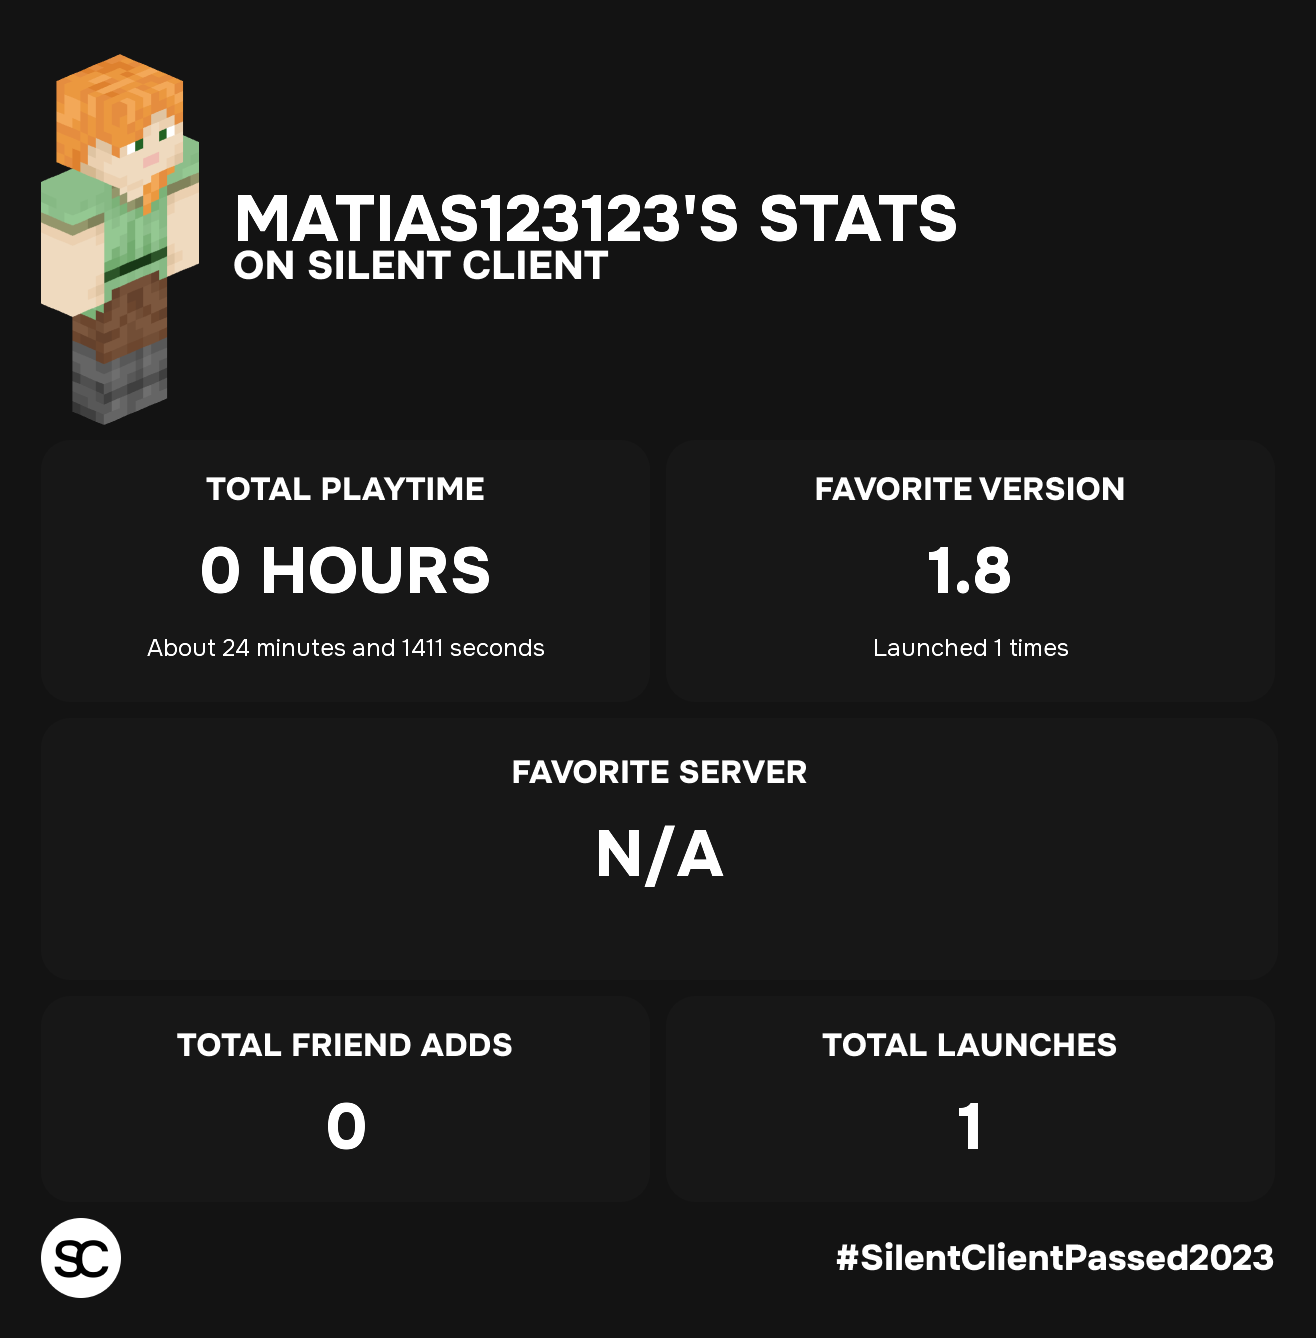 MATIAS123123'S STATS
ON SILENT CLIENT
TOTAL PLAYTIME
0 HOURS
About 24 minutes and 1411 seconds
FAVORITE VERSION
1.8
Launched 1 times
FAVORITE SERVER
N/A
TOTAL FRIEND ADDS
0
TOTAL LAUNCHES
1
SC
#SilentClientPassed2023